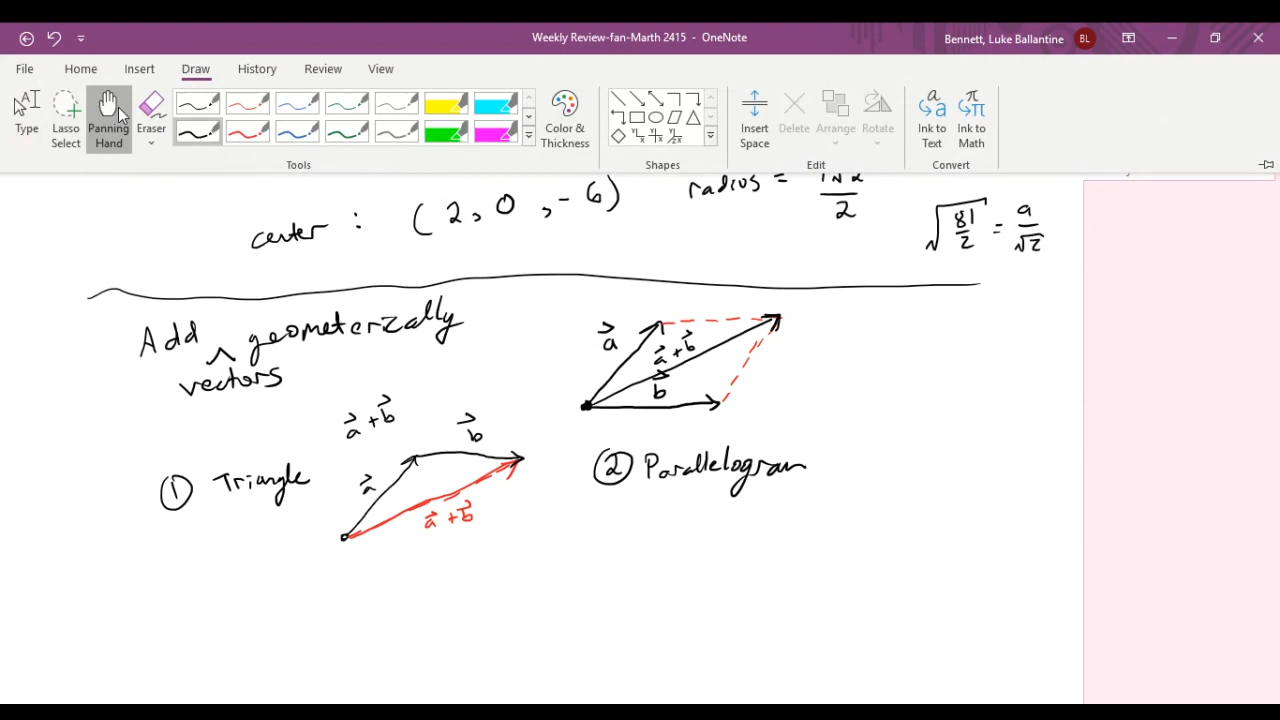 Weekly Review-fan-Marth 2415 - OneNote
Bennett, Luke Ballantine
BL
File Home Insert Draw History Review View
Type
Lasso Select
Panning Hand
Eraser
Color & Thickness
Insert Space
Delete
Arrange
Rotate
Ink to Text
Ink to Math
Tools
Shapes
Edit
Convert
center : (2, 0, -6)
radius =
2
√81/2 = 9/√2
Add ^ geometerizally
vectors
a⃗
a⃗+b⃗
b⃗
a⃗+b⃗
b⃗
① Triangle
a⃗
a⃗+b⃗
② Parallelogram